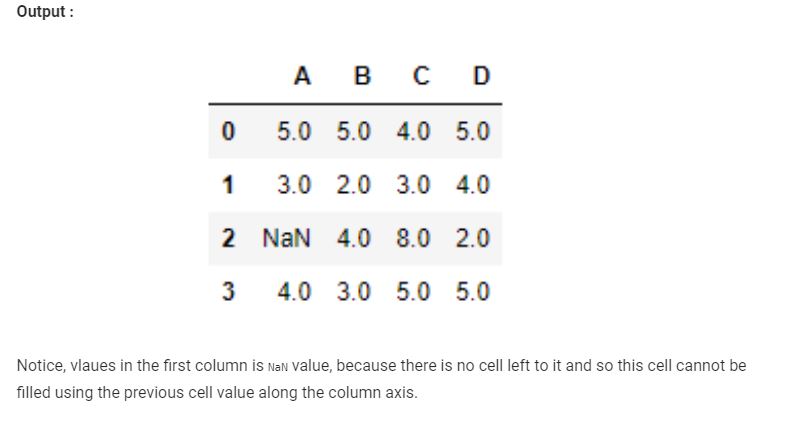 Output :
A B C D
0 5.0 5.0 4.0 5.0
1 3.0 2.0 3.0 4.0
2 NaN 4.0 8.0 2.0
3 4.0 3.0 5.0 5.0
Notice, vlaues in the first column is NaN value, because there is no cell left to it and so this cell cannot be
filled using the previous cell value along the column axis.